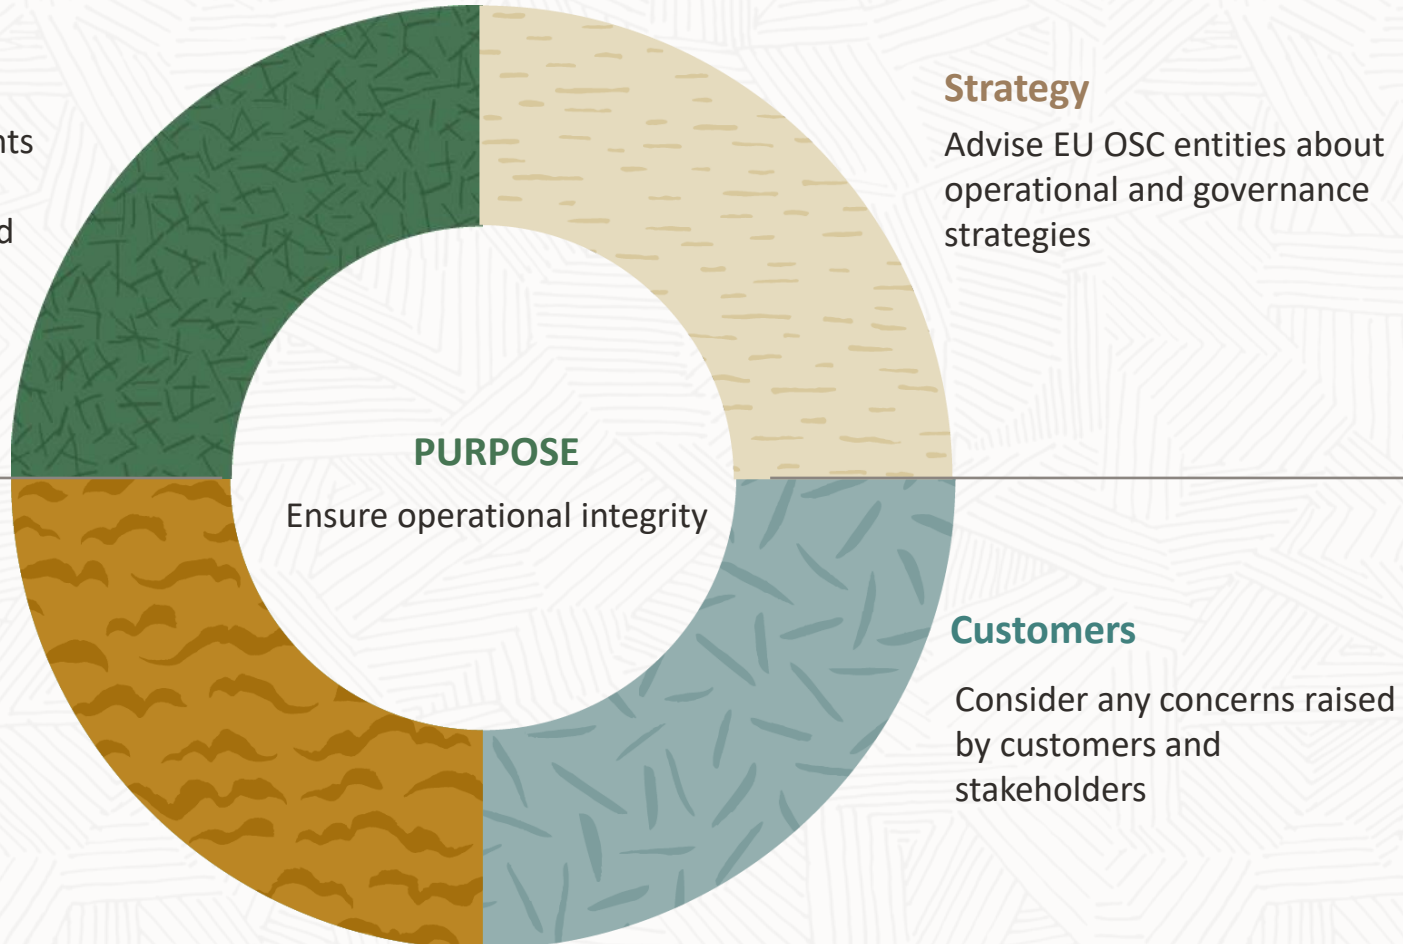 Strategy
Advise EU OSC entities about
operational and governance
strategies
PURPOSE
Ensure operational integrity
Customers
Consider any concerns raised
by customers and
stakeholders